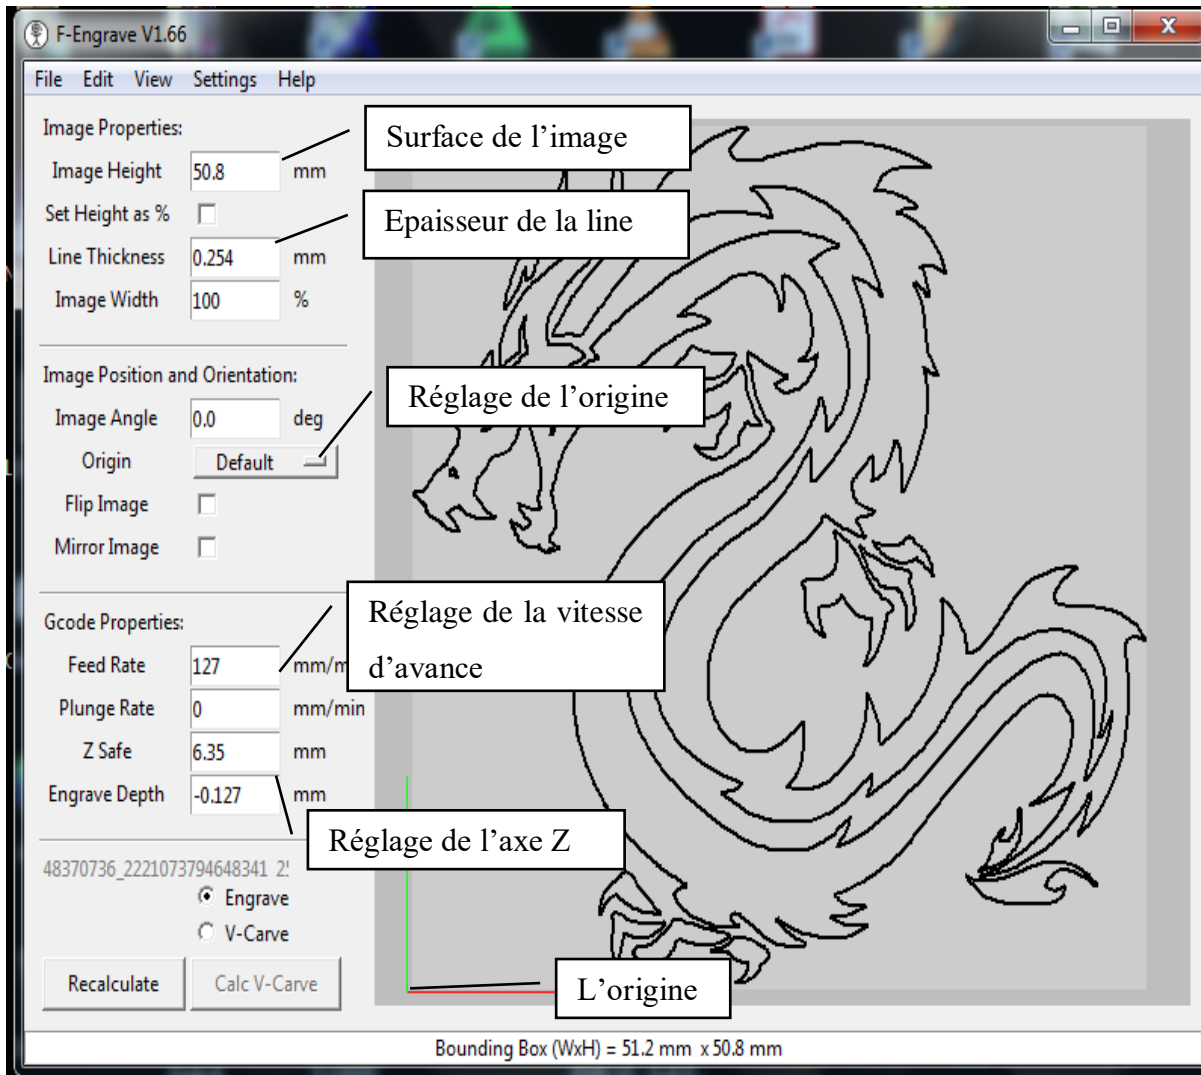 F-Engrave V1.66
File Edit View Settings Help
Image Properties:
Surface de l’image
Image Height 50.8 mm
Set Height as %
Epaisseur de la line
Line Thickness 0.254 mm
Image Width 100 %
Image Position and Orientation:
Réglage de l’origine
Image Angle 0.0 deg
Origin Default
Flip Image
Mirror Image
Réglage de la vitesse
d’avance
Gcode Properties:
Feed Rate 127 mm/m
Plunge Rate 0 mm/min
Z Safe 6.35 mm
Engrave Depth -0.127 mm
Réglage de l’axe Z
48370736_2221073794648341_2
Engrave
V-Carve
Recalculate Calc V-Carve
L’origine
Bounding Box (WxH) = 51.2 mm x 50.8 mm